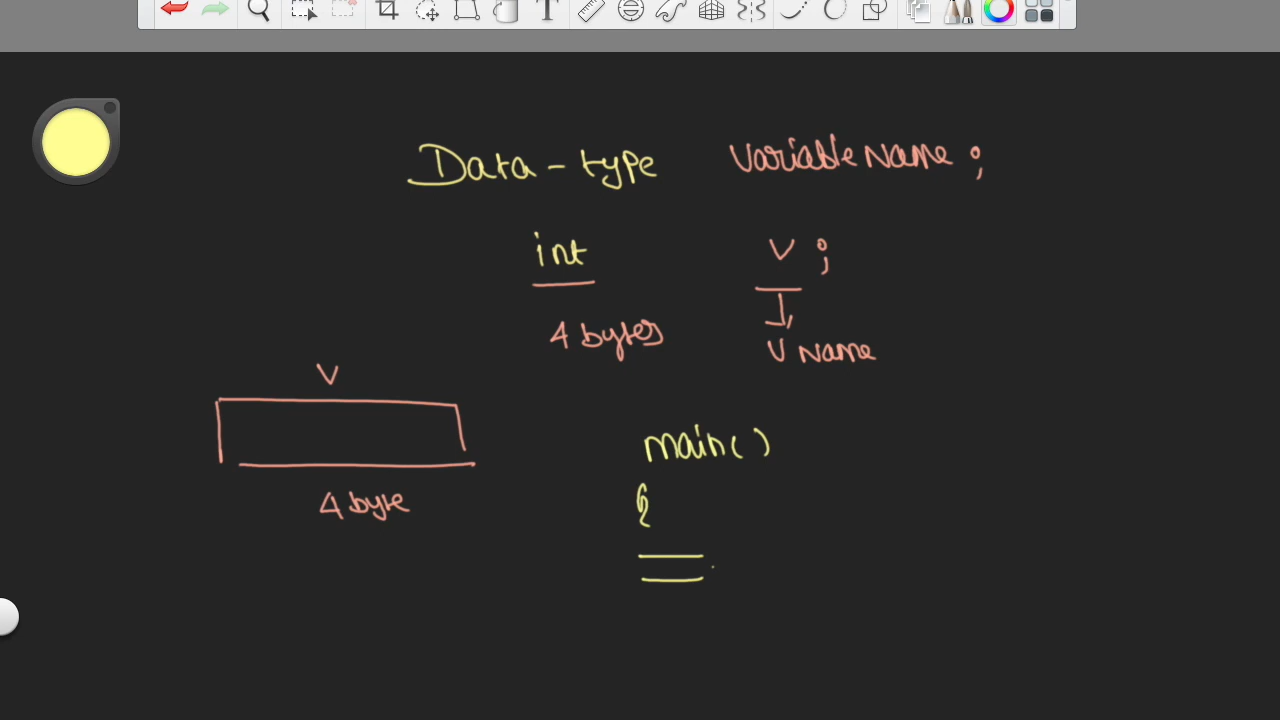 Data-type variableName;
int v;
4 bytes
v Name
v
4 byte
main()
{